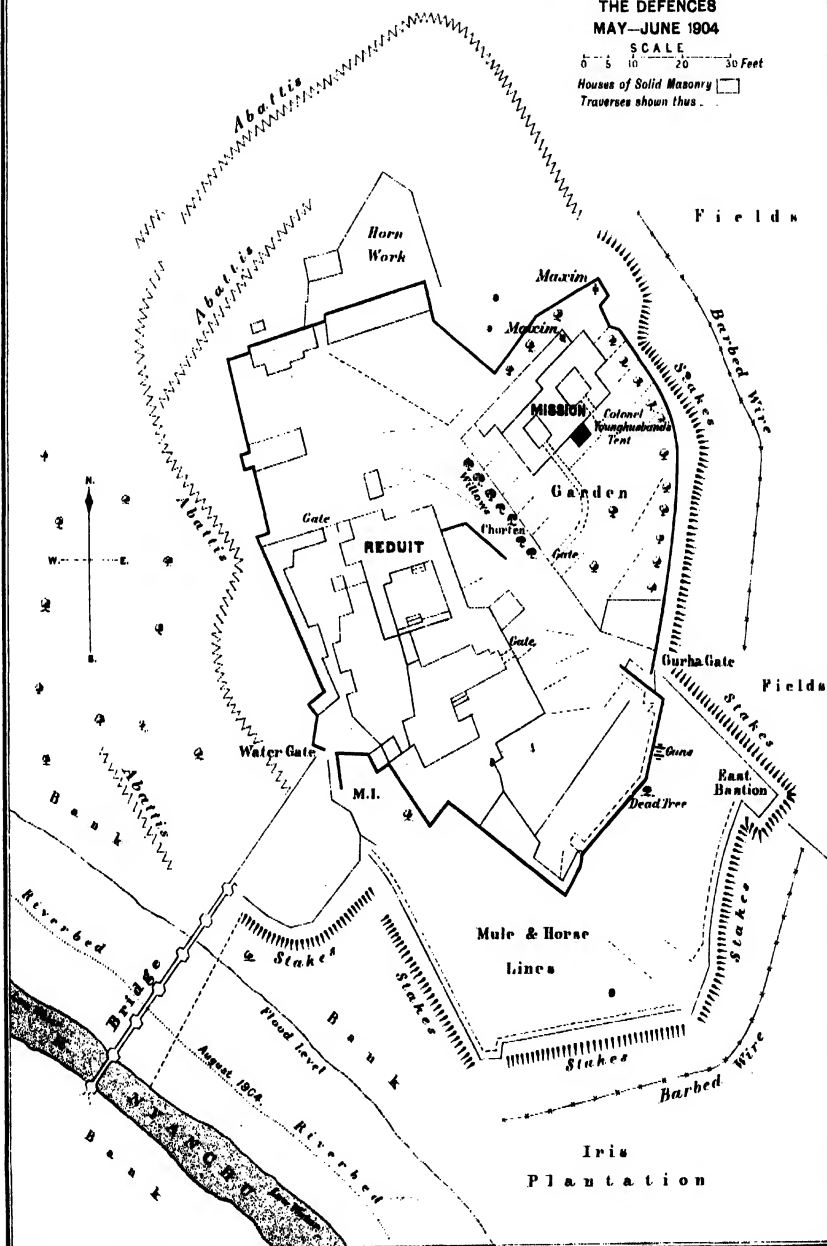 THE DEFENCES
MAY—JUNE 1904
SCALE
0 5 10 20 30 Feet
Houses of Solid Masonry
Traverses shown thus
Abattis
Fields
Horn
Work
Abattis
Maxim
Maxim
Barbed Wire
Stakes
MISSION
Colonel
Younghusband's
Tent
Garden
Willows
N.
Abattis
Gate
Chorten
REDUIT
Gate
W.
E.
Gate
S.
Gurha Gate
Fields
Stakes
Water Gate
Guns
East
Bastion
M.I.
Dead Tree
Abattis
Bank
Riverbed
Mule & Horse
Lines
Stakes
Stakes
Stakes
Bridge
Flood Level
Bank
Stakes
August 1904
Barbed Wire
Riverbed
NYANCHU
Bank
Iris
Plantation